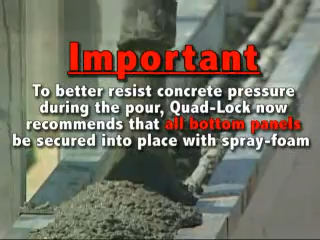 Important
To better resist concrete pressure
during the pour, Quad-Lock now
recommends that all bottom panels
be secured into place with spray-foam